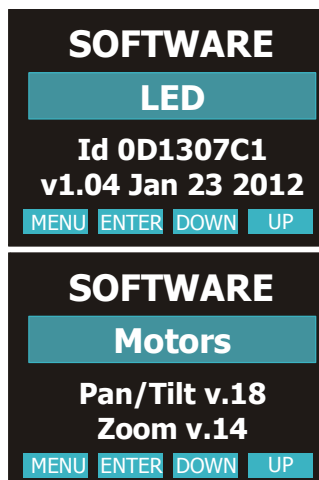 SOFTWARE
LED
Id 0D1307C1
v1.04 Jan 23 2012
MENU ENTER DOWN UP
SOFTWARE
Motors
Pan/Tilt v.18
Zoom v.14
MENU ENTER DOWN UP